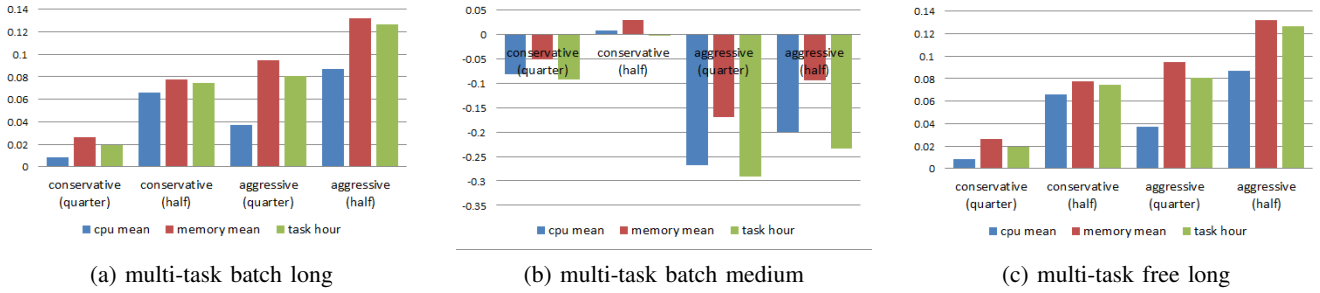 0.14
0.12
0.1
0.08
0.06
0.04
0.02
0
conservative (quarter)
conservative (half)
aggressive (quarter)
aggressive (half)
cpu mean memory mean task hour
(a) multi-task batch long
0.05
0
-0.05
-0.1
-0.15
-0.2
-0.25
-0.3
-0.35
conservative (quarter)
conservative (half)
aggressive (quarter)
aggressive (half)
cpu mean memory mean task hour
(b) multi-task batch medium
0.14
0.12
0.1
0.08
0.06
0.04
0.02
0
conservative (quarter)
conservative (half)
aggressive (quarter)
aggressive (half)
cpu mean memory mean task hour
(c) multi-task free long